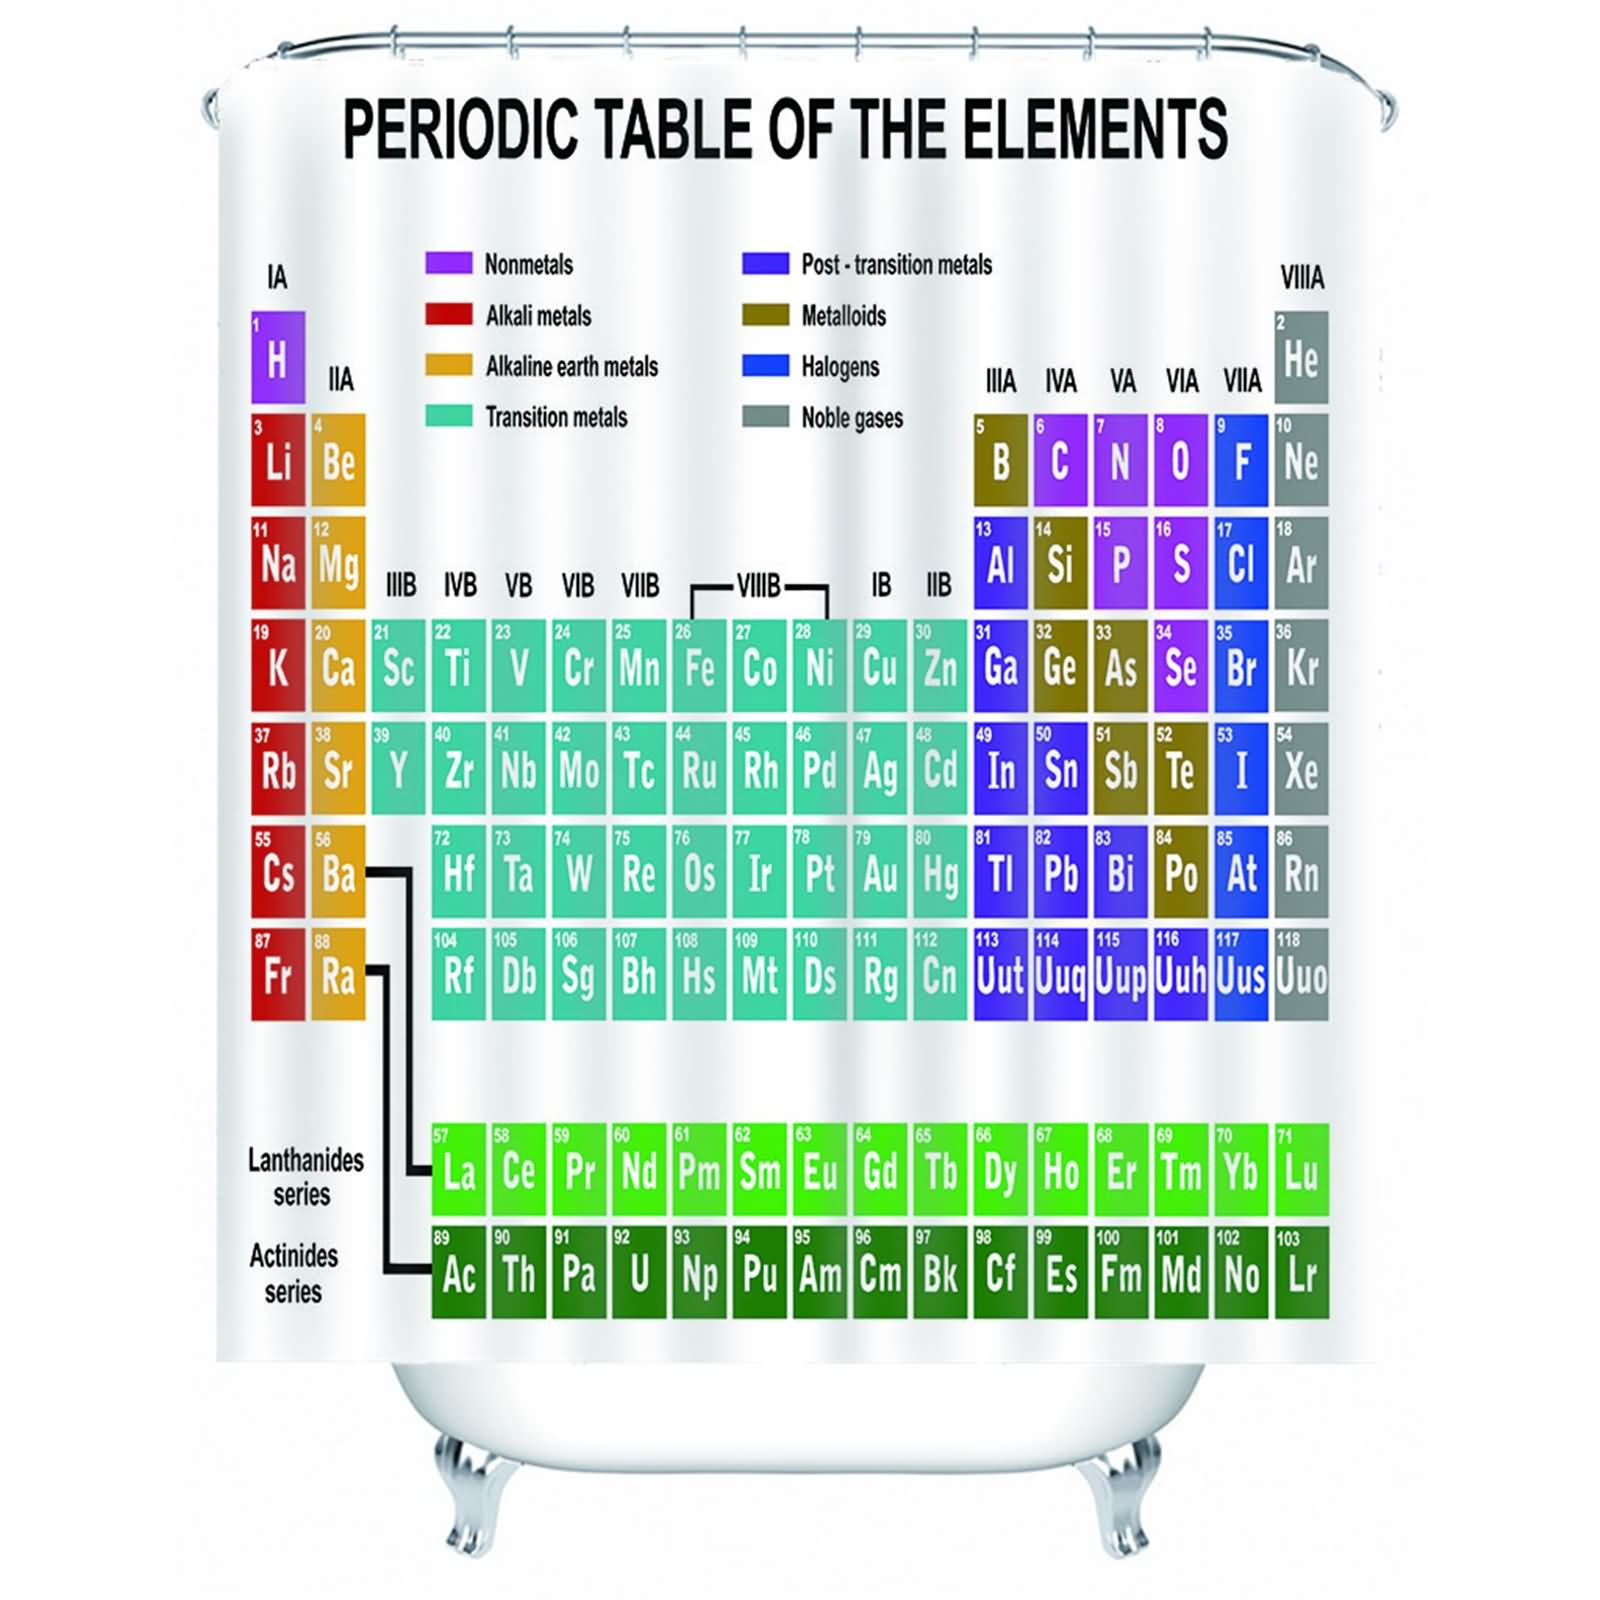 PERIODIC TABLE OF THE ELEMENTS
Nonmetals Post - transition metals
IA VIIIA
Alkali metals Metalloids
1 H 2 He
Alkaline earth metals Halogens
IIA IIIA IVA VA VIA VIIA
Transition metals Noble gases
3 Li 4 Be 5 B 6 C 7 N 8 O 9 F 10 Ne
11 Na 12 Mg 13 Al 14 Si 15 P 16 S 17 Cl 18 Ar
IIIB IVB VB VIB VIIB VIIIB IB IIB
19 K 20 Ca 21 Sc 22 Ti 23 V 24 Cr 25 Mn 26 Fe 27 Co 28 Ni 29 Cu 30 Zn 31 Ga 32 Ge 33 As 34 Se 35 Br 36 Kr
37 Rb 38 Sr 39 Y 40 Zr 41 Nb 42 Mo 43 Tc 44 Ru 45 Rh 46 Pd 47 Ag 48 Cd 49 In 50 Sn 51 Sb 52 Te 53 I 54 Xe
55 Cs 56 Ba 72 Hf 73 Ta 74 W 75 Re 76 Os 77 Ir 78 Pt 79 Au 80 Hg 81 Tl 82 Pb 83 Bi 84 Po 85 At 86 Rn
87 Fr 88 Ra 104 Rf 105 Db 106 Sg 107 Bh 108 Hs 109 Mt 110 Ds 111 Rg 112 Cn 113 Uut 114 Uuq 115 Uup 116 Uuh 117 Uus 118 Uuo
Lanthanides
series
57 La 58 Ce 59 Pr 60 Nd 61 Pm 62 Sm 63 Eu 64 Gd 65 Tb 66 Dy 67 Ho 68 Er 69 Tm 70 Yb 71 Lu
Actinides
series
89 Ac 90 Th 91 Pa 92 U 93 Np 94 Pu 95 Am 96 Cm 97 Bk 98 Cf 99 Es 100 Fm 101 Md 102 No 103 Lr